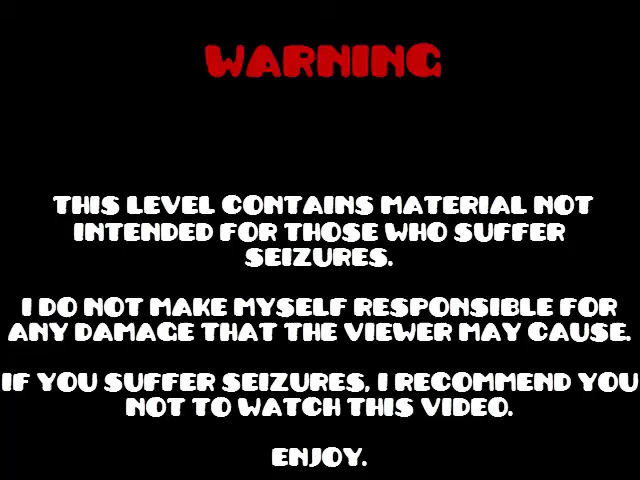 WARNING
THIS LEVEL CONTAINS MATERIAL NOT
INTENDED FOR THOSE WHO SUFFER
SEIZURES.
I DO NOT MAKE MYSELF RESPONSIBLE FOR
ANY DAMAGE THAT THE VIEWER MAY CAUSE.
IF YOU SUFFER SEIZURES, I RECOMMEND YOU
NOT TO WATCH THIS VIDEO.
ENJOY.